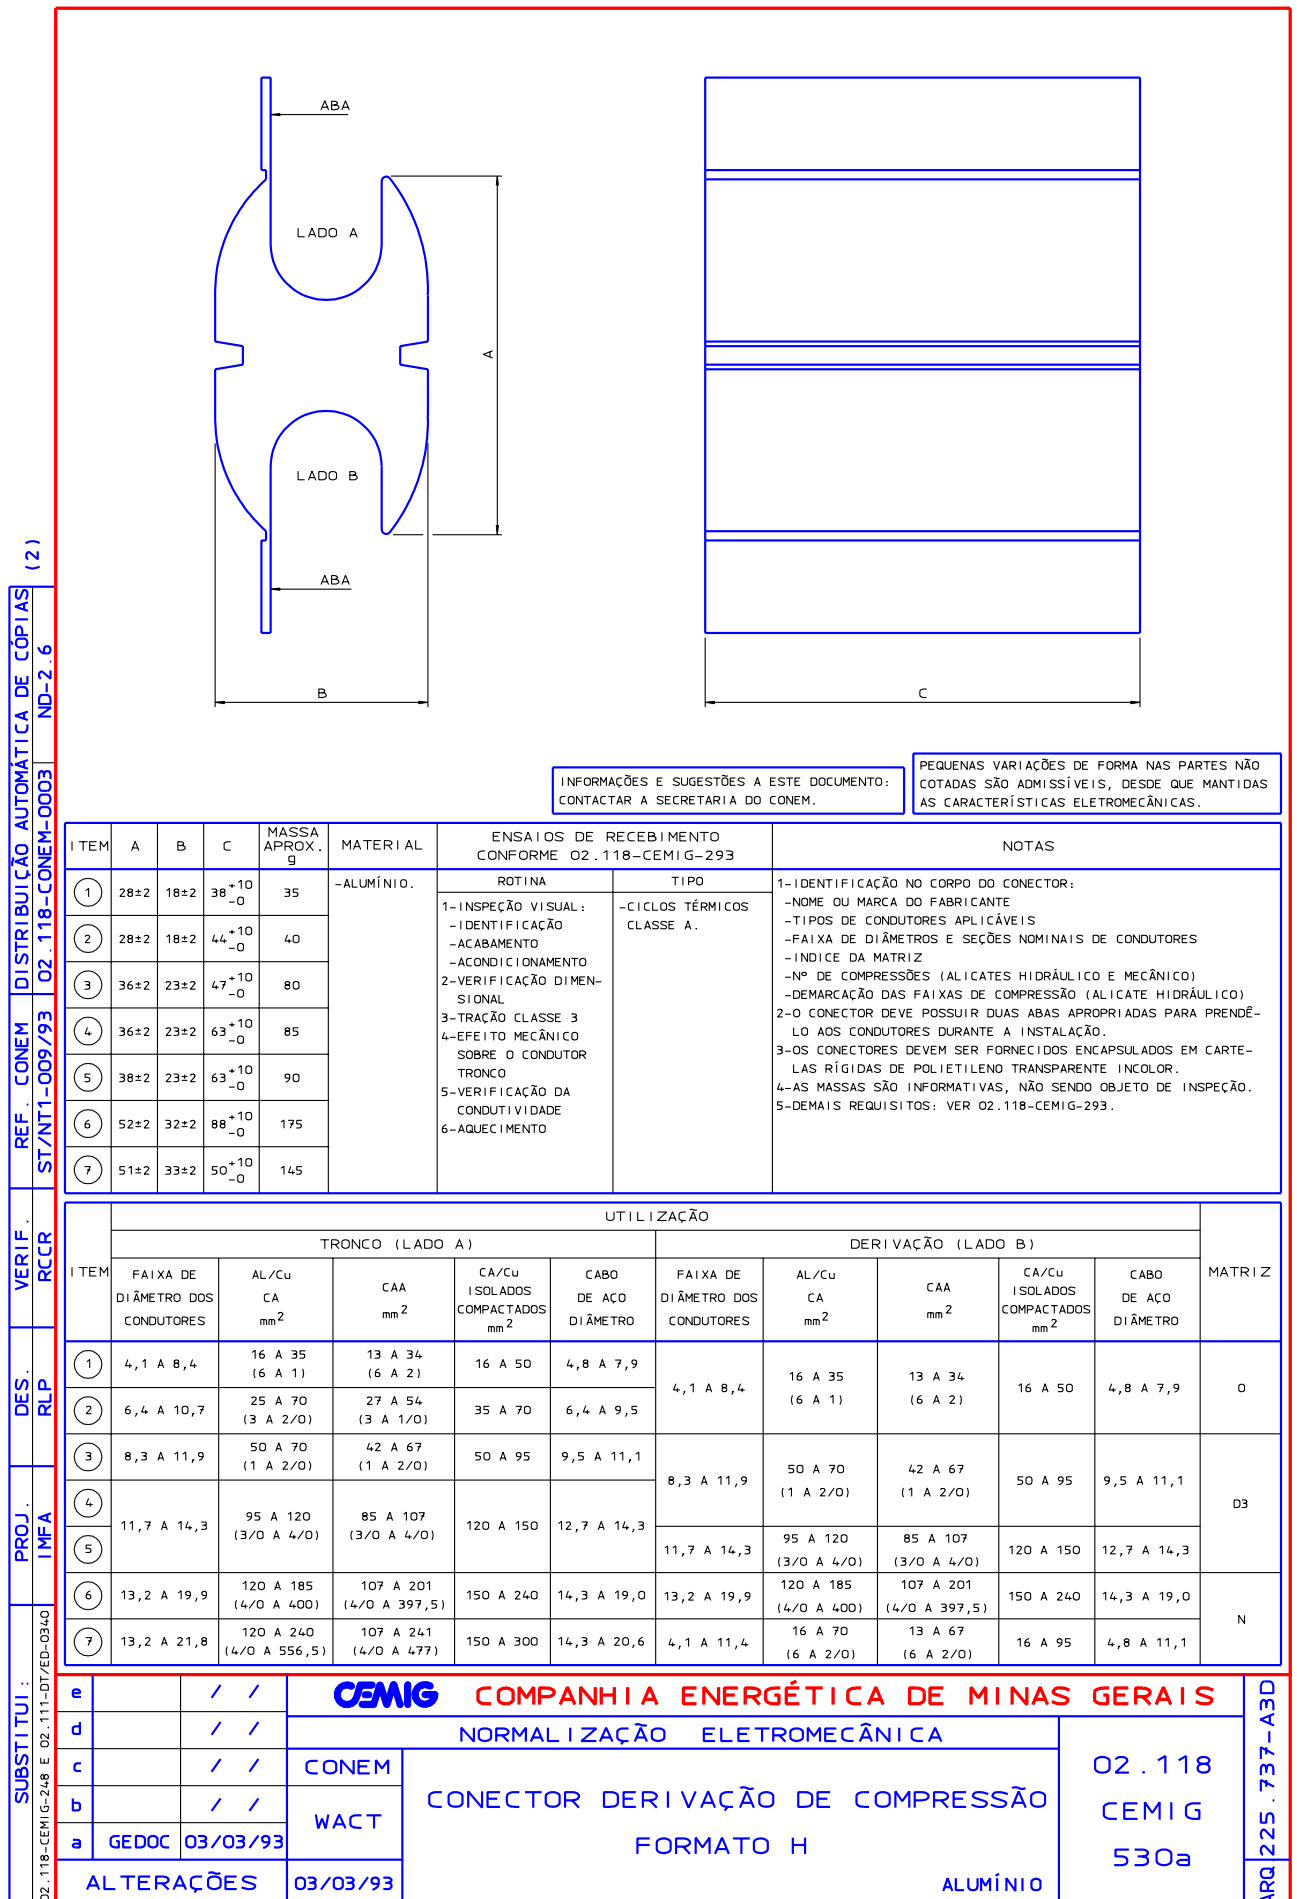 ABA
LADO A
A
LADO B
ABA
B
C
INFORMAÇÕES E SUGESTÕES A ESTE DOCUMENTO:
CONTACTAR A SECRETARIA DO CONEM.
PEQUENAS VARIAÇÕES DE FORMA NAS PARTES NÃO
COTADAS SÃO ADMISSÍVEIS, DESDE QUE MANTIDAS
AS CARACTERÍSTICAS ELETROMECÂNICAS.
ITEM A B C MASSA APROX. g MATERIAL ENSAIOS DE RECEBIMENTO CONFORME 02.118-CEMIG-293 NOTAS
ROTINA TIPO
1 28±2 18±2 38 +10 -0 35
2 28±2 18±2 44 +10 -0 40
3 36±2 23±2 47 +10 -0 80
4 36±2 23±2 63 +10 -0 85
5 38±2 23±2 63 +10 -0 90
6 52±2 32±2 88 +10 -0 175
7 51±2 33±2 50 +10 -0 145
-ALUMÍNIO.
1-INSPEÇÃO VISUAL:
-IDENTIFICAÇÃO
-ACABAMENTO
-ACONDICIONAMENTO
2-VERIFICAÇÃO DIMEN-
SIONAL
3-TRAÇÃO CLASSE 3
4-EFEITO MECÂNICO
SOBRE O CONDUTOR
TRONCO
5-VERIFICAÇÃO DA
CONDUTIVIDADE
6-AQUECIMENTO
-CICLOS TÉRMICOS
CLASSE A.
1-IDENTIFICAÇÃO NO CORPO DO CONECTOR:
-NOME OU MARCA DO FABRICANTE
-TIPOS DE CONDUTORES APLICÁVEIS
-FAIXA DE DIÂMETROS E SEÇÕES NOMINAIS DE CONDUTORES
-INDICE DA MATRIZ
-Nº DE COMPRESSÕES (ALICATES HIDRÁULICO E MECÂNICO)
-DEMARCAÇÃO DAS FAIXAS DE COMPRESSÃO (ALICATE HIDRÁULICO)
2-O CONECTOR DEVE POSSUIR DUAS ABAS APROPRIADAS PARA PRENDÊ-
LO AOS CONDUTORES DURANTE A INSTALAÇÃO.
3-OS CONECTORES DEVEM SER FORNECIDOS ENCAPSULADOS EM CARTE-
LAS RÍGIDAS DE POLIETILENO TRANSPARENTE INCOLOR.
4-AS MASSAS SÃO INFORMATIVAS, NÃO SENDO OBJETO DE INSPEÇÃO.
5-DEMAIS REQUISITOS: VER 02.118-CEMIG-293.
UTILIZAÇÃO
TRONCO (LADO A) DERIVAÇÃO (LADO B)
ITEM FAIXA DE DIÂMETRO DOS CONDUTORES AL/Cu CA mm2 CAA mm2 CA/Cu ISOLADOS COMPACTADOS mm2 CABO DE AÇO DIÂMETRO FAIXA DE DIÂMETRO DOS CONDUTORES AL/Cu CA mm2 CAA mm2 CA/Cu ISOLADOS COMPACTADOS mm2 CABO DE AÇO DIÂMETRO MATRIZ
1 4,1 A 8,4 16 A 35 (6 A 1) 13 A 34 (6 A 2) 16 A 50 4,8 A 7,9
4,1 A 8,4 16 A 35 (6 A 1) 13 A 34 (6 A 2) 16 A 50 4,8 A 7,9 O
2 6,4 A 10,7 25 A 70 (3 A 2/0) 27 A 54 (3 A 1/0) 35 A 70 6,4 A 9,5
3 8,3 A 11,9 50 A 70 (1 A 2/0) 42 A 67 (1 A 2/0) 50 A 95 9,5 A 11,1
8,3 A 11,9 50 A 70 (1 A 2/0) 42 A 67 (1 A 2/0) 50 A 95 9,5 A 11,1
4
11,7 A 14,3 95 A 120 (3/0 A 4/0) 85 A 107 (3/0 A 4/0) 120 A 150 12,7 A 14,3 D3
5 11,7 A 14,3 95 A 120 (3/0 A 4/0) 85 A 107 (3/0 A 4/0) 120 A 150 12,7 A 14,3
6 13,2 A 19,9 120 A 185 (4/0 A 400) 107 A 201 (4/0 A 397,5) 150 A 240 14,3 A 19,0 13,2 A 19,9 120 A 185 (4/0 A 400) 107 A 201 (4/0 A 397,5) 150 A 240 14,3 A 19,0
N
7 13,2 A 21,8 120 A 240 (4/0 A 556,5) 107 A 241 (4/0 A 477) 150 A 300 14,3 A 20,6 4,1 A 11,4 16 A 70 (6 A 2/0) 13 A 67 (6 A 2/0) 16 A 95 4,8 A 11,1
e / /
d / /
c / /
b / /
a GEDOC 03/03/93
ALTERAÇÕES
CEMIG COMPANHIA ENERGÉTICA DE MINAS GERAIS
NORMALIZAÇÃO ELETROMECÂNICA
CONEM
WACT
03/03/93
CONECTOR DERIVAÇÃO DE COMPRESSÃO
FORMATO H
ALUMÍNIO
02.118
CEMIG
530a
ARQ 225.737-A3D
(2)
DISTRIBUIÇÃO AUTOMÁTICA DE CÓPIAS
02.118-CONEM-0003 ND-2.6
REF. CONEM
ST/NT1-009/93
VERIF.
RCCR
DES.
RLP
PROJ.
IMFA
SUBSTITUI:
02.118-CEMIG-248 E 02.111-DT/ED-0340